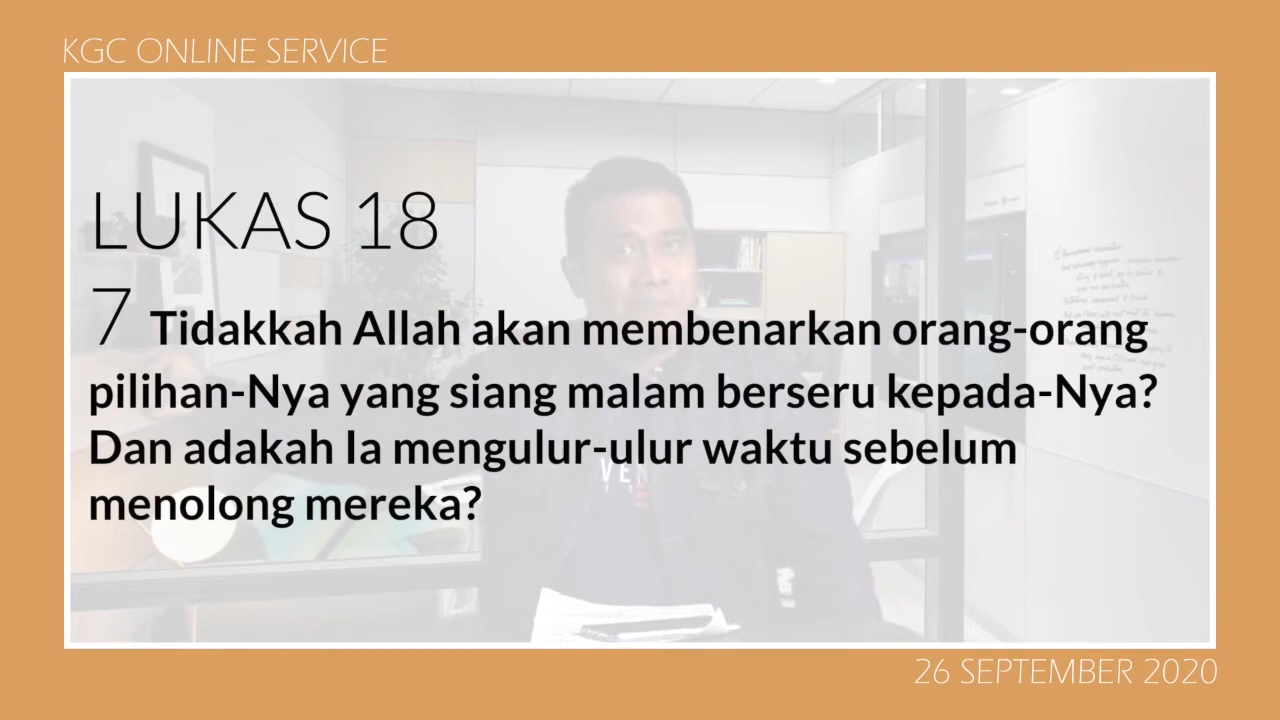 KGC ONLINE SERVICE
LUKAS 18
7 Tidakkah Allah akan membenarkan orang-orang
pilihan-Nya yang siang malam berseru kepada-Nya?
Dan adakah Ia mengulur-ulur waktu sebelum
menolong mereka?
VEN
26 SEPTEMBER 2020